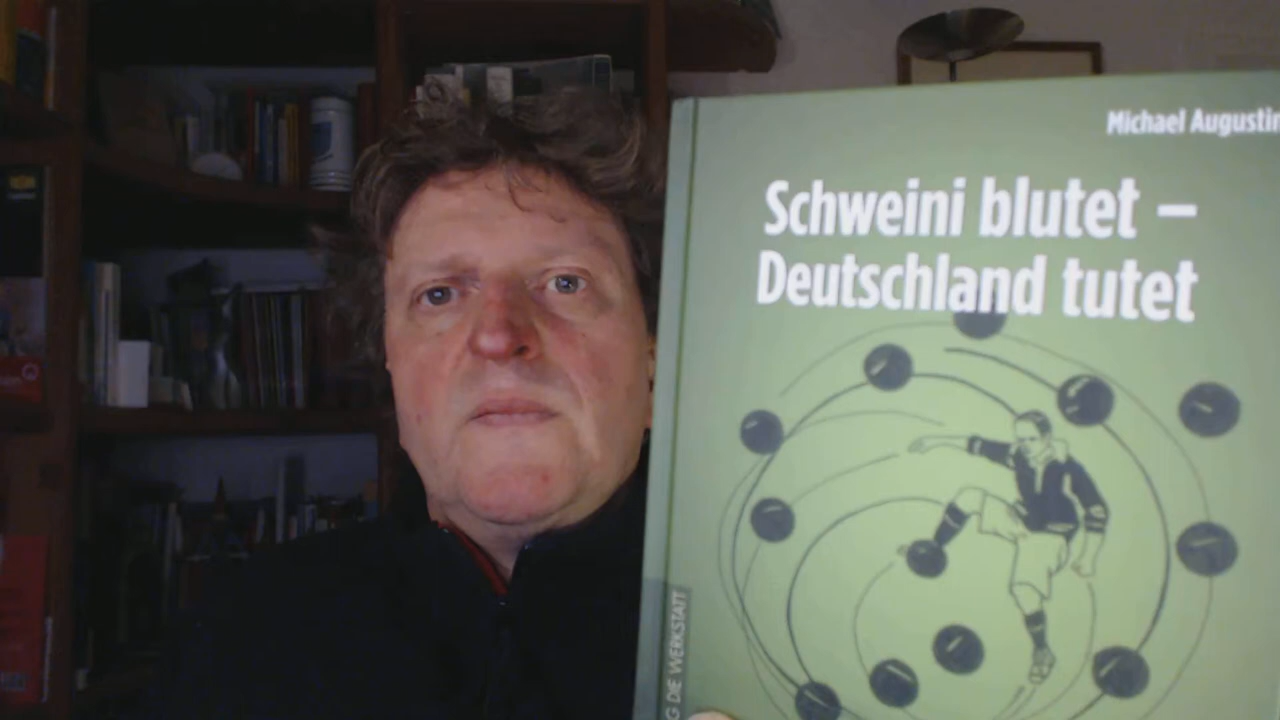 Michael Augustin
Schweini blutet –
Deutschland tutet
G DIE WERKSTATT